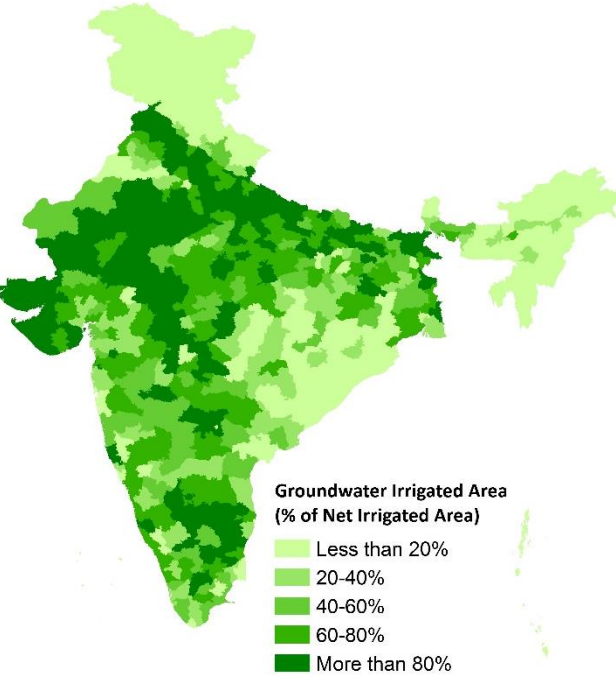 Groundwater Irrigated Area
(% of Net Irrigated Area)
Less than 20%
20-40%
40-60%
60-80%
More than 80%